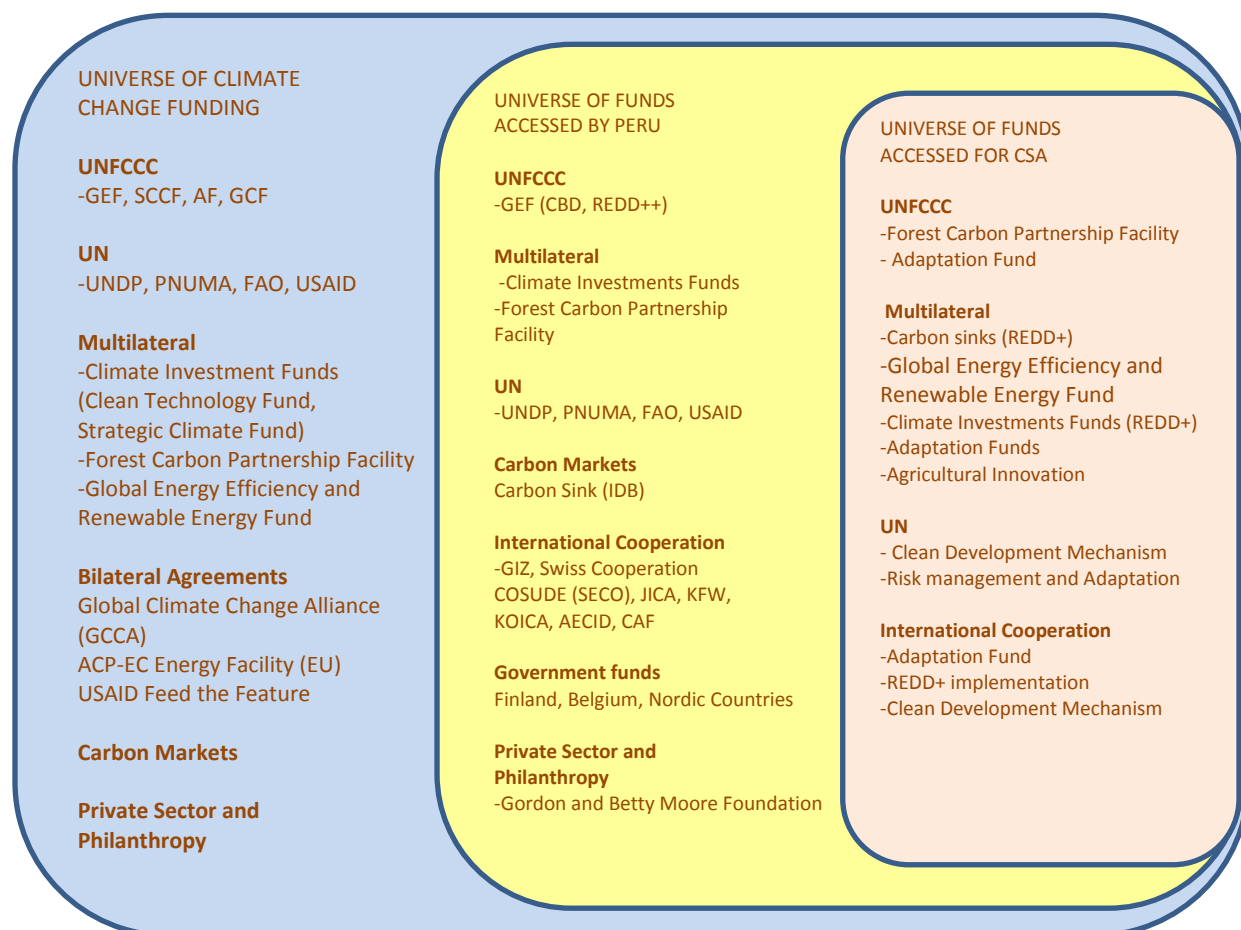 UNIVERSE OF CLIMATE
CHANGE FUNDING
UNFCCC
-GEF, SCCF, AF, GCF
UN
-UNDP, PNUMA, FAO, USAID
Multilateral
-Climate Investment Funds
(Clean Technology Fund,
Strategic Climate Fund)
-Forest Carbon Partnership Facility
-Global Energy Efficiency and
Renewable Energy Fund
Bilateral Agreements
Global Climate Change Alliance
(GCCA)
ACP-EC Energy Facility (EU)
USAID Feed the Feature
Carbon Markets
Private Sector and
Philanthropy
UNIVERSE OF FUNDS
ACCESSED BY PERU
UNFCCC
-GEF (CBD, REDD++)
Multilateral
-Climate Investments Funds
-Forest Carbon Partnership
Facility
UN
-UNDP, PNUMA, FAO, USAID
Carbon Markets
Carbon Sink (IDB)
International Cooperation
-GIZ, Swiss Cooperation
COSUDE (SECO), JICA, KFW,
KOICA, AECID, CAF
Government funds
Finland, Belgium, Nordic Countries
Private Sector and
Philanthropy
-Gordon and Betty Moore Foundation
UNIVERSE OF FUNDS
ACCESSED FOR CSA
UNFCCC
-Forest Carbon Partnership Facility
- Adaptation Fund
Multilateral
-Carbon sinks (REDD+)
-Global Energy Efficiency and
Renewable Energy Fund
-Climate Investments Funds (REDD+)
-Adaptation Funds
-Agricultural Innovation
UN
- Clean Development Mechanism
-Risk management and Adaptation
International Cooperation
-Adaptation Fund
-REDD+ implementation
-Clean Development Mechanism